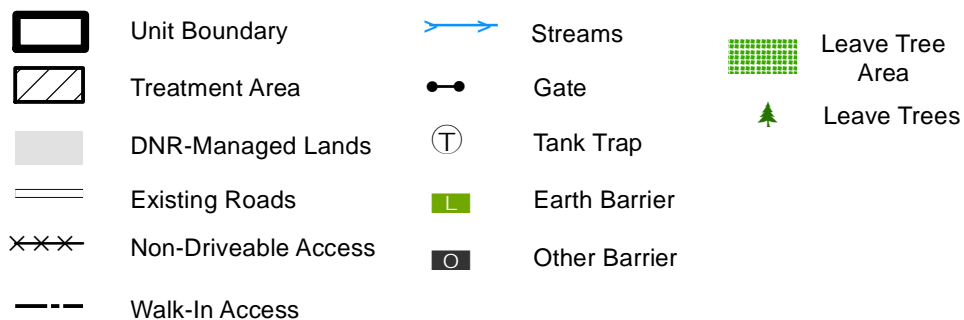 Unit Boundary
Treatment Area
DNR-Managed Lands
Existing Roads
Non-Driveable Access
Walk-In Access
Streams
Gate
T Tank Trap
L Earth Barrier
O Other Barrier
Leave Tree
Area
Leave Trees